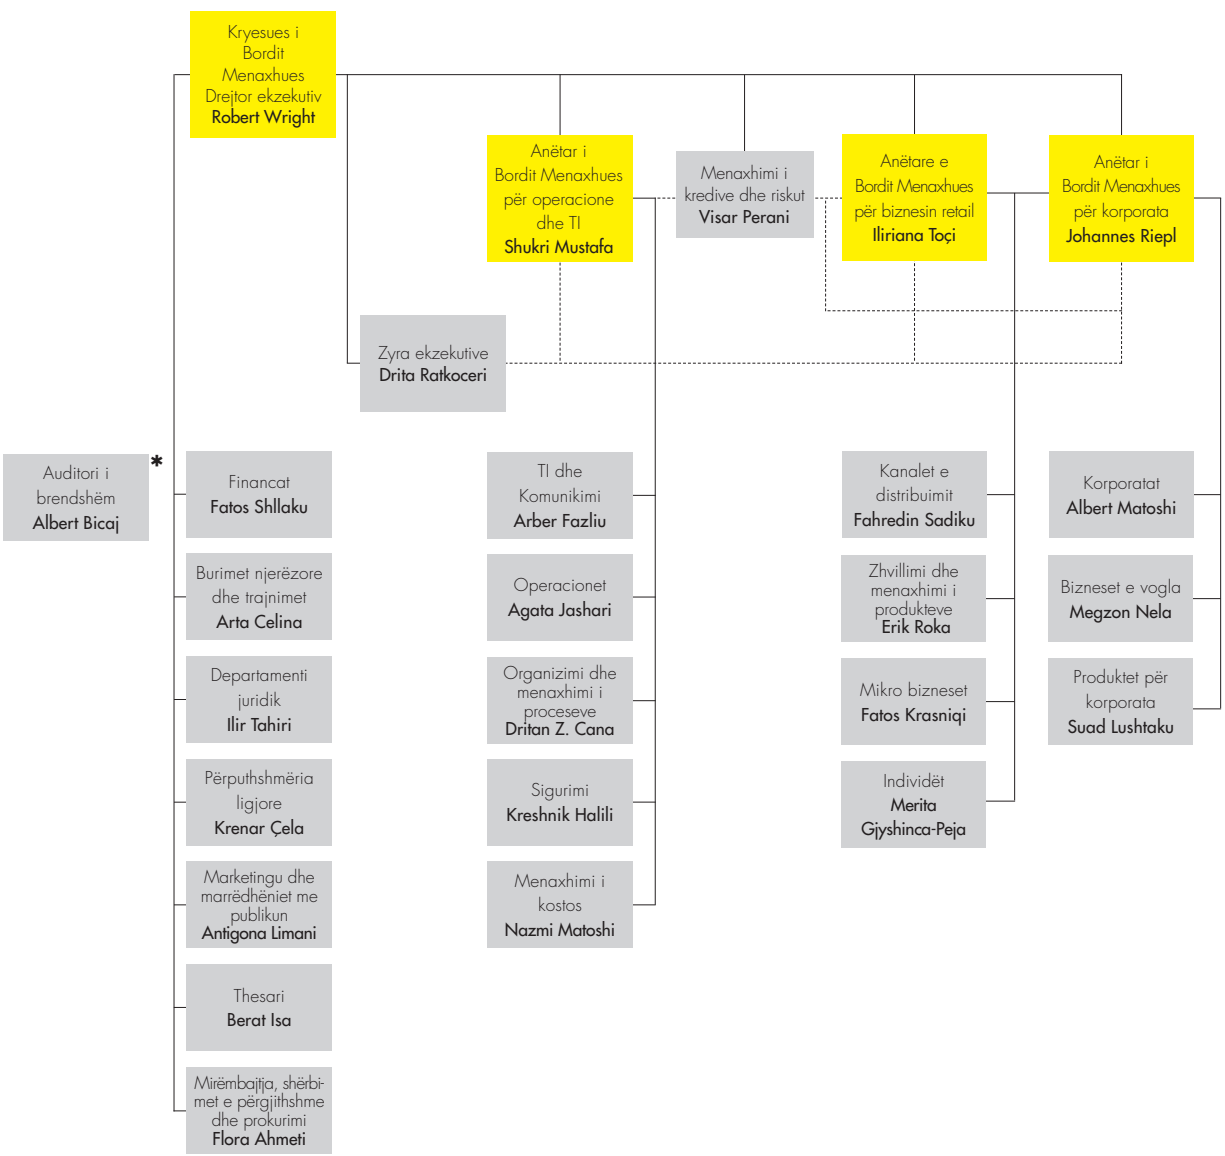 Kryesues i
Bordit
Menaxhues
Drejtor ekzekutiv
Robert Wright
Anëtar i
Bordit Menaxhues
për operacione
dhe TI
Shukri Mustafa
Menaxhimi i
kredive dhe riskut
Visar Perani
Anëtare e
Bordit Menaxhues
për biznesin retail
Iliriana Toçi
Anëtar i
Bordit Menaxhues
për korporata
Johannes Riepl
Zyra ekzekutive
Drita Ratkoceri
Auditori i
brendshëm
Albert Bicaj
*
Financat
Fatos Shllaku
Burimet njerëzore
dhe trajnimet
Arta Celina
Departamenti
juridik
Ilir Tahiri
Përputhshmëria
ligjore
Krenar Çela
Marketingu dhe
marrëdhëniet me
publikun
Antigona Limani
Thesari
Berat Isa
Mirëmbajtja, shërbi-
met e përgjithshme
dhe prokurimi
Flora Ahmeti
TI dhe
Komunikimi
Arber Fazliu
Operacionet
Agata Jashari
Organizimi dhe
menaxhimi i
proceseve
Dritan Z. Cana
Sigurimi
Kreshnik Halili
Menaxhimi i
kostos
Nazmi Matoshi
Kanalet e
distribuimit
Fahredin Sadiku
Zhvillimi dhe
menaxhimi i
produkteve
Erik Roka
Mikro bizneset
Fatos Krasniqi
Individët
Merita
Gjyshinca-Peja
Korporatat
Albert Matoshi
Bizneset e vogla
Megzon Nela
Produktet për
korporata
Suad Lushtaku